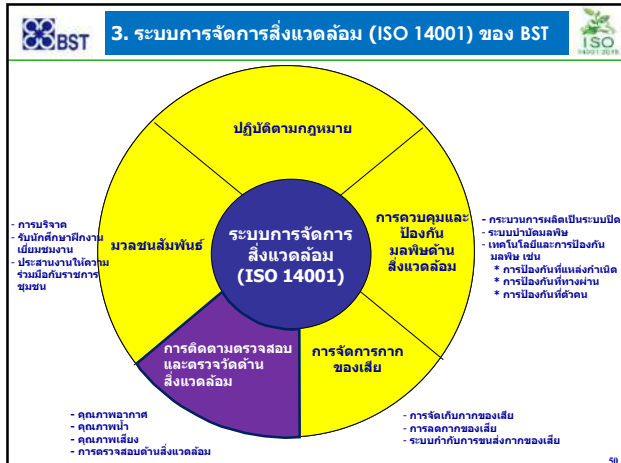 BST
3. ระบบการจัดการสิ่งแวดล้อม (ISO 14001) ของ BST
ISO
14001:2015
ปฏิบัติตามกฎหมาย
มวลชนสัมพันธ์
- การบริจาค
- รับนักศึกษาฝึกงาน
เยี่ยมชมงาน
- ประสานงานให้ความ
ร่วมมือกับราชการ
ชุมชน
ระบบการจัดการ
สิ่งแวดล้อม
(ISO 14001)
การควบคุมและ
ป้องกัน
มลพิษด้าน
สิ่งแวดล้อม
- กระบวนการผลิตเป็นระบบปิด
- ระบบบำบัดมลพิษ
- เทคโนโลยีและการป้องกัน
มลพิษ เช่น
* การป้องกันที่แหล่งกำเนิด
* การป้องกันที่ทางผ่าน
* การป้องกันที่ตัวคน
การติดตามตรวจสอบ
และตรวจวัดด้าน
สิ่งแวดล้อม
การจัดการกาก
ของเสีย
- คุณภาพอากาศ
- คุณภาพน้ำ
- คุณภาพเสียง
- การตรวจสอบด้านสิ่งแวดล้อม
- การจัดเก็บกากของเสีย
- การลดกากของเสีย
- ระบบกำกับการขนส่งกากของเสีย
50